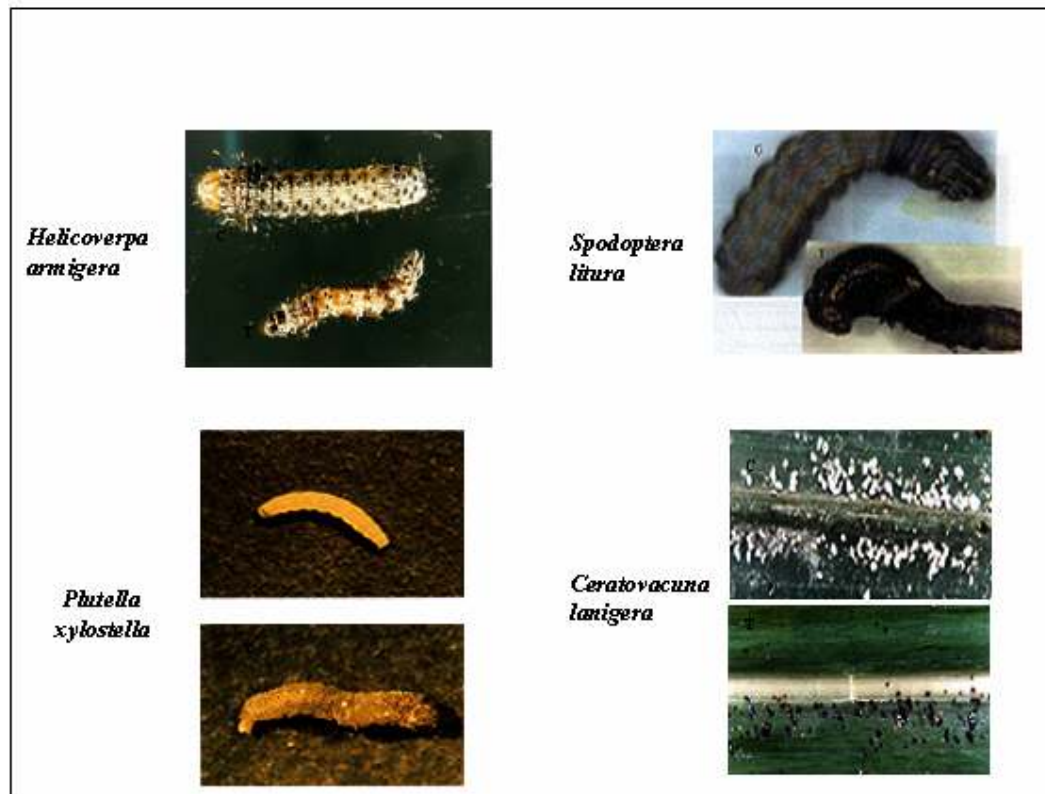 Helicoverpa
armigera
Spodoptera
litura
Plutella
xylostella
C
Ceratovacuna
lanigera
T